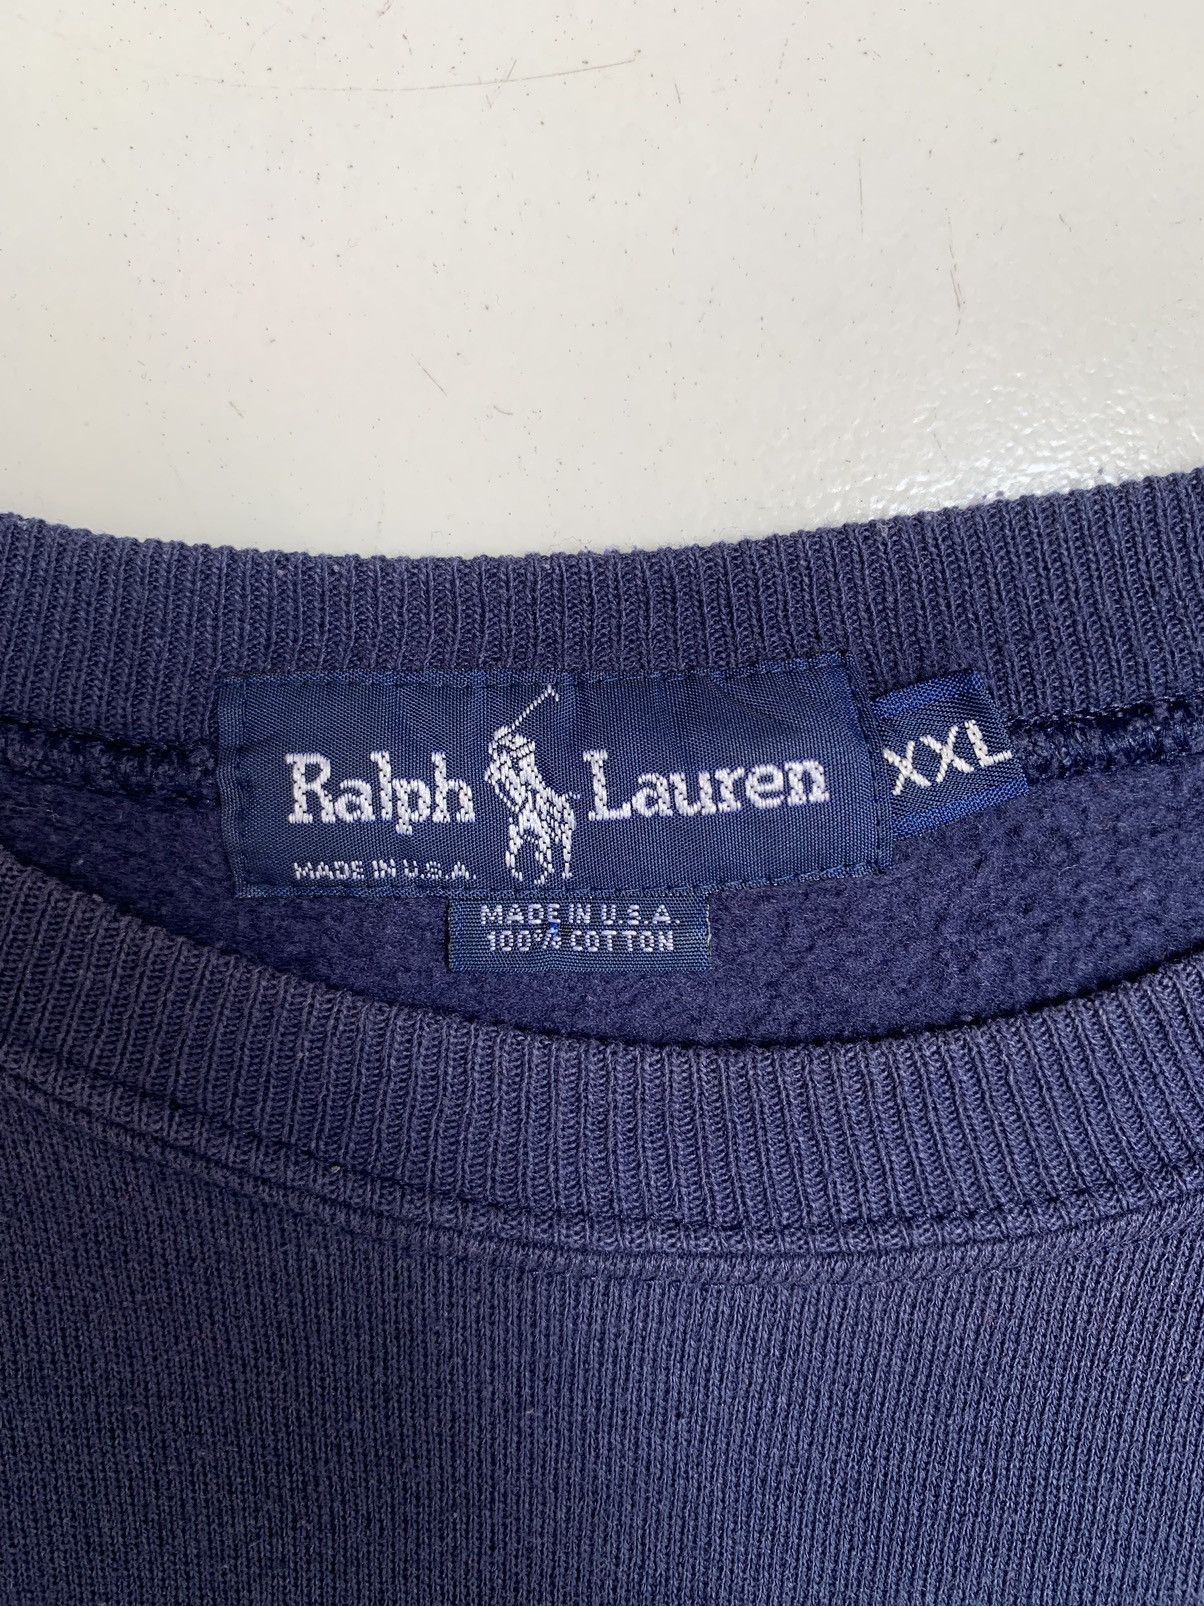 Ralph Lauren
MADE IN U.S.A.
XXL
MADE IN U.S.A.
100% COTTON